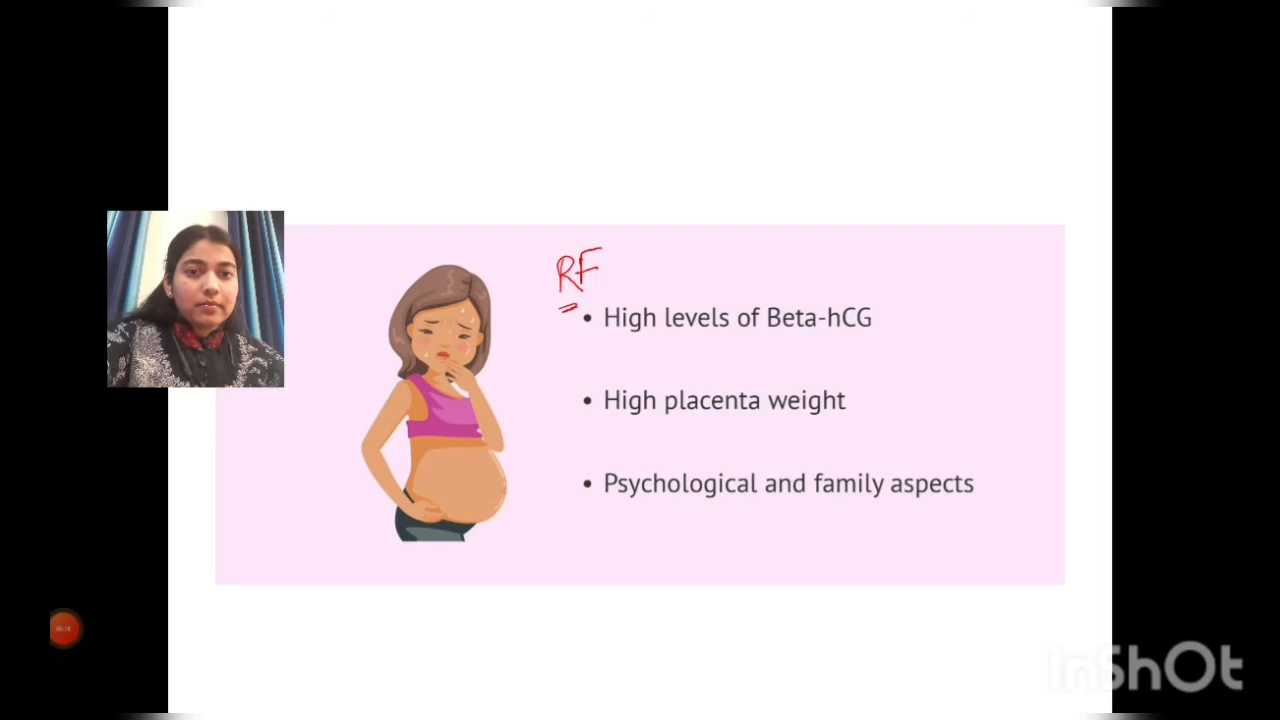 RF
• High levels of Beta-hCG
• High placenta weight
• Psychological and family aspects
InShOt